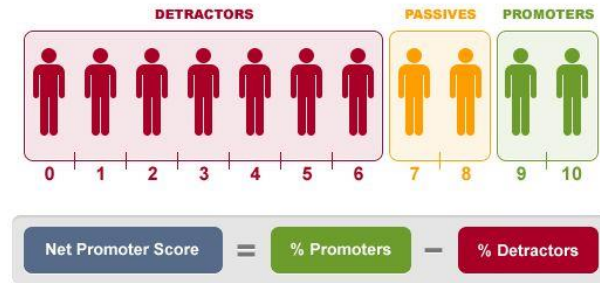 DETRACTORS PASSIVES PROMOTERS
0 1 2 3 4 5 6 7 8 9 10
Net Promoter Score = % Promoters − % Detractors